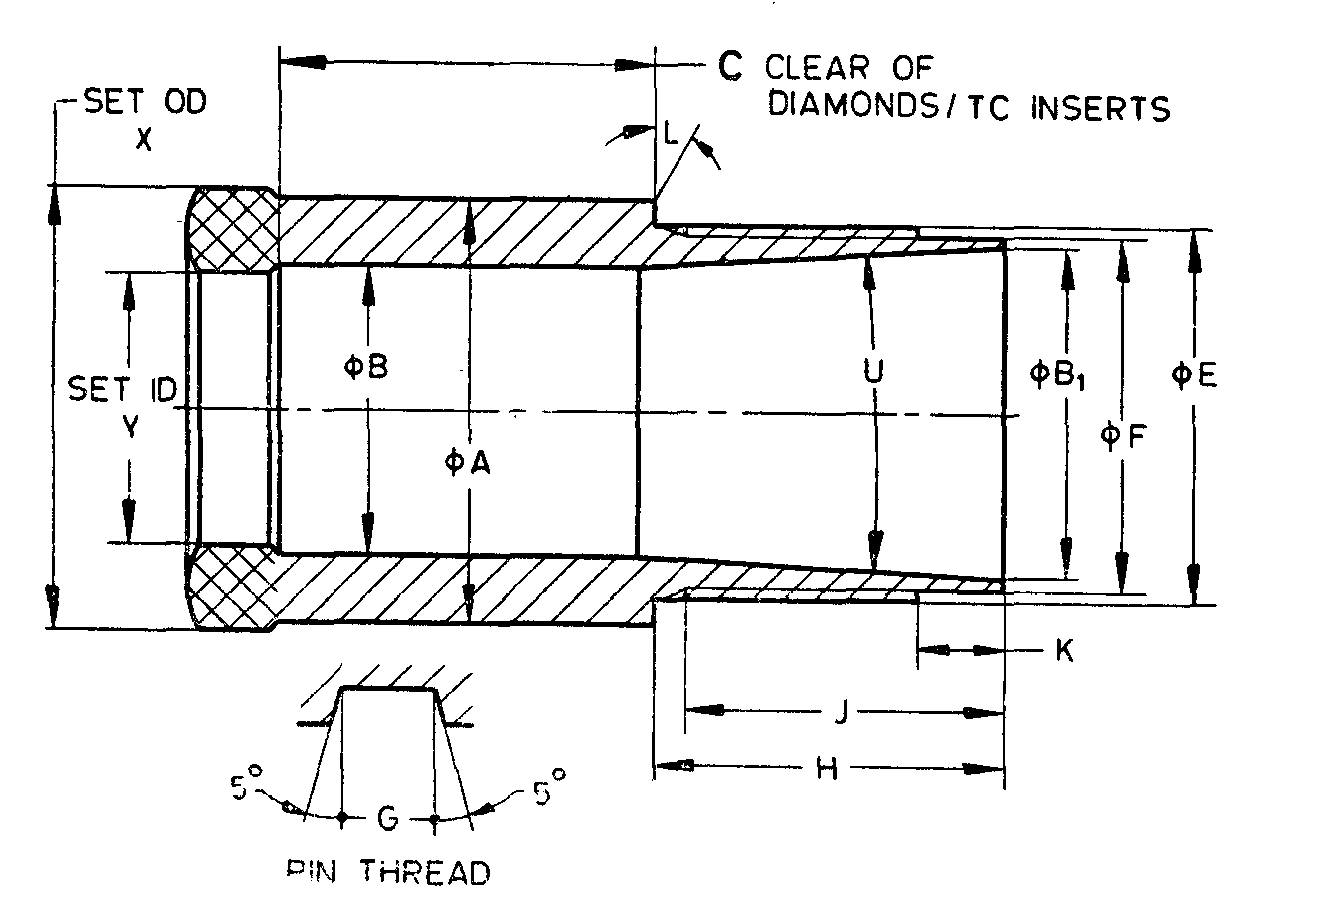 C CLEAR OF
DIAMONDS/TC INSERTS
SET OD
X
L
ϕB
SET ID
Y
U
ϕB₁
ϕE
ϕF
ϕA
K
J
H
5°
G
5°
PIN THREAD